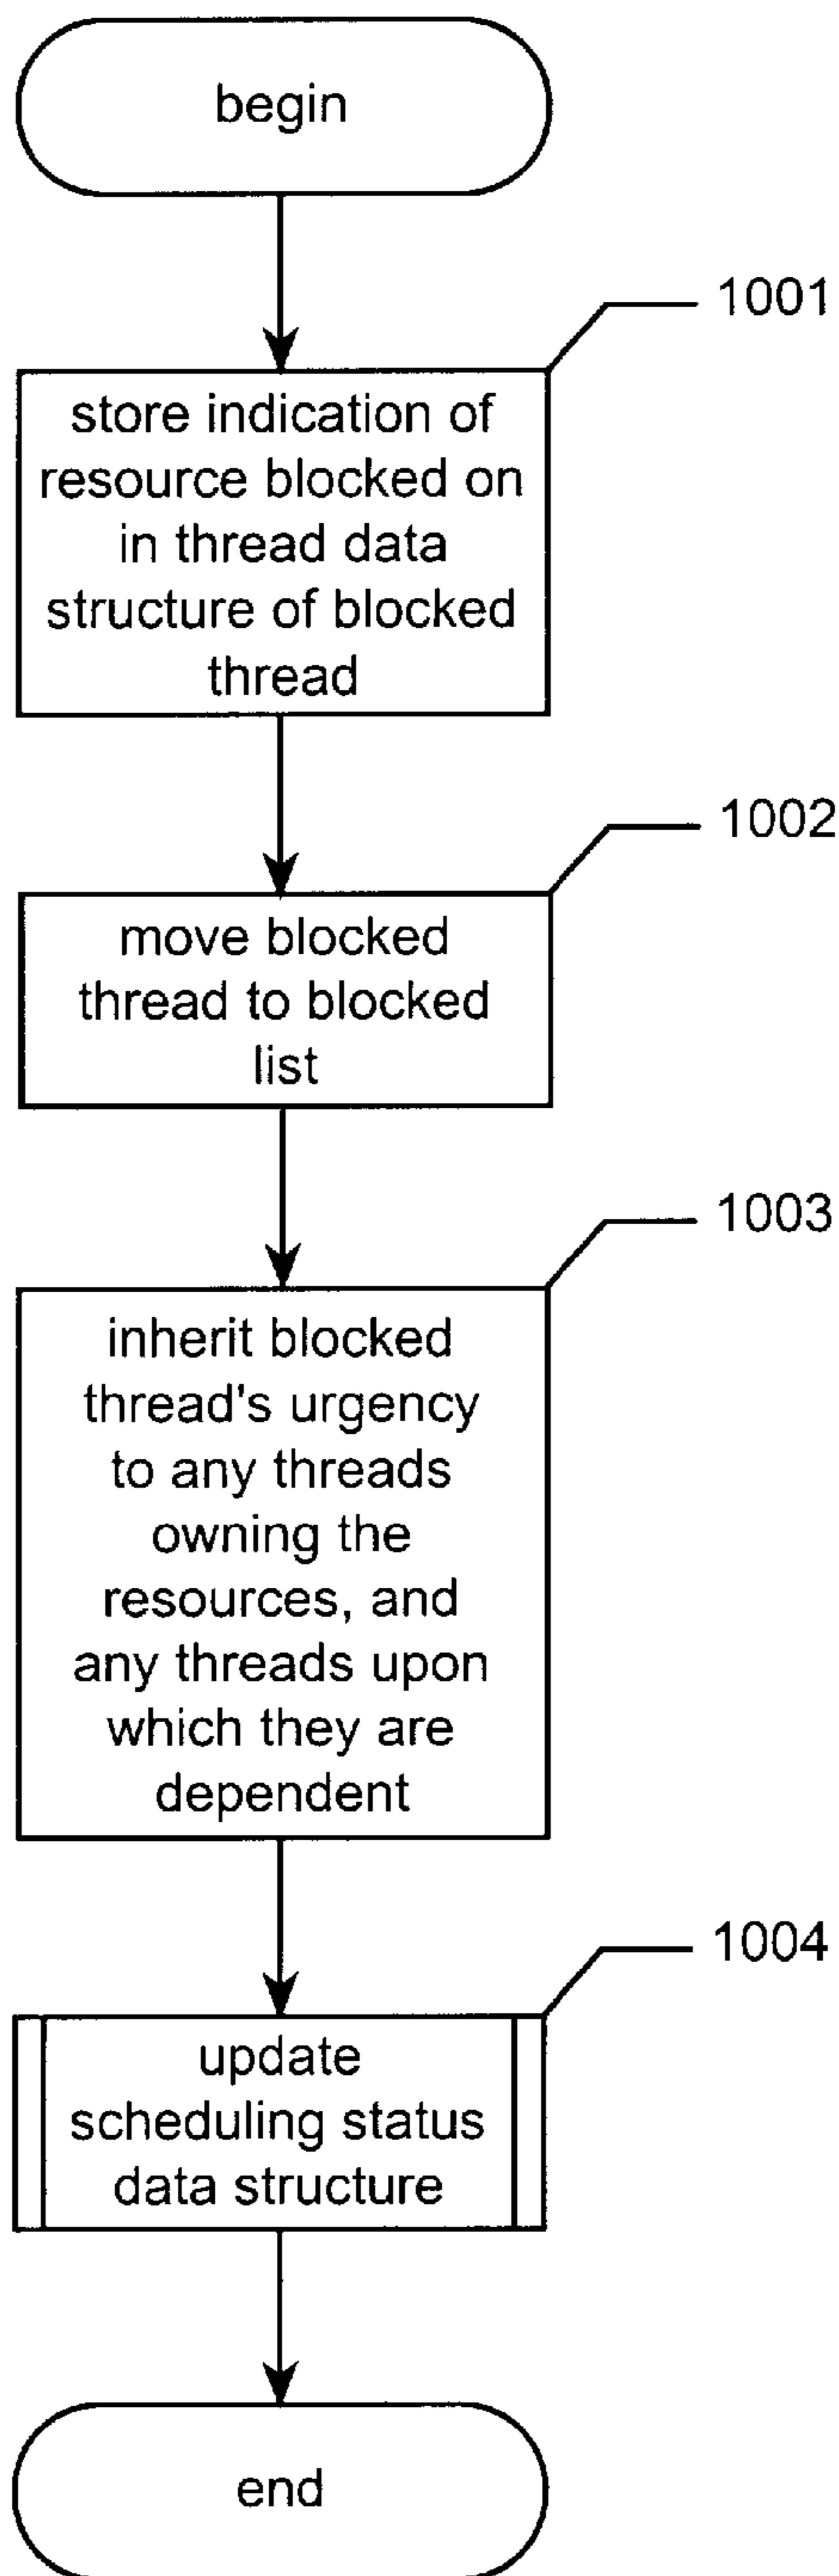 begin
1001
store indication of
resource blocked on
in thread data
structure of blocked
thread
1002
move blocked
thread to blocked
list
1003
inherit blocked
thread's urgency
to any threads
owning the
resources, and
any threads upon
which they are
dependent
1004
update
scheduling status
data structure
end